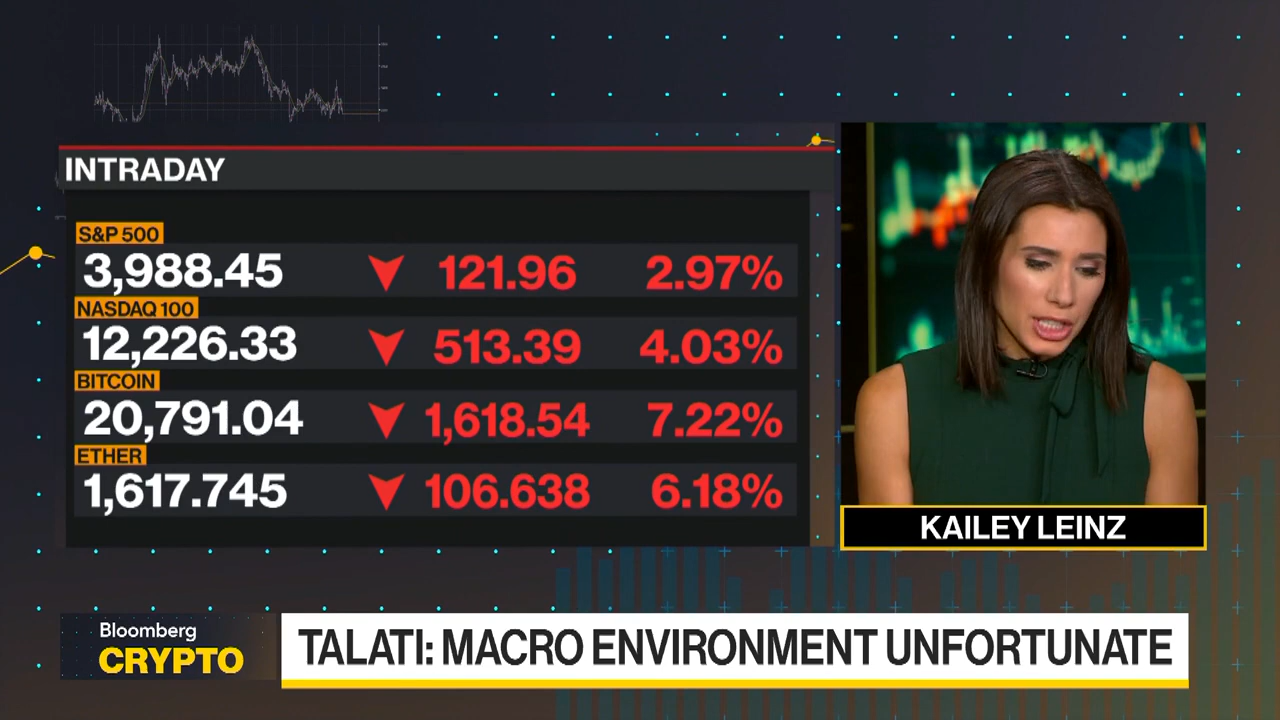 INTRADAY
S&P 500
3,988.45 121.96 2.97%
NASDAQ 100
12,226.33 513.39 4.03%
BITCOIN
20,791.04 1,618.54 7.22%
ETHER
1,617.745 106.638 6.18%
KAILEY LEINZ
Bloomberg
CRYPTO
TALATI: MACRO ENVIRONMENT UNFORTUNATE